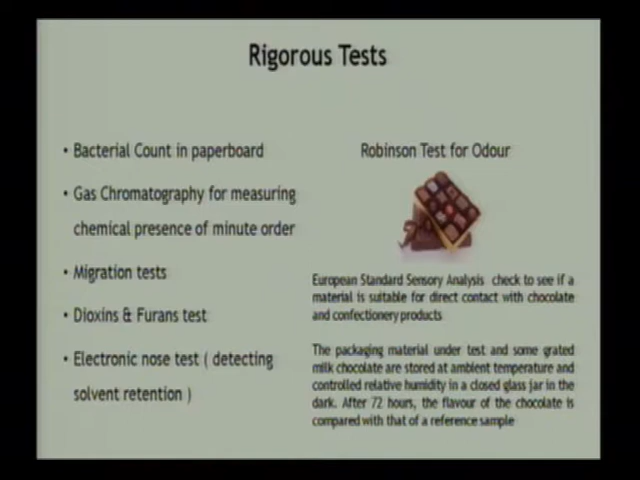 Rigorous Tests
• Bacterial Count in paperboard
• Gas Chromatography for measuring
chemical presence of minute order
• Migration tests
• Dioxins & Furans test
• Electronic nose test ( detecting
solvent retention )
Robinson Test for Odour
European Standard Sensory Analysis check to see if a
material is suitable for direct contact with chocolate
and confectionery products
The packaging material under test and some grated
milk chocolate are stored at ambient temperature and
controlled relative humidity in a closed glass jar in the
dark. After 72 hours, the flavour of the chocolate is
compared with that of a reference sample